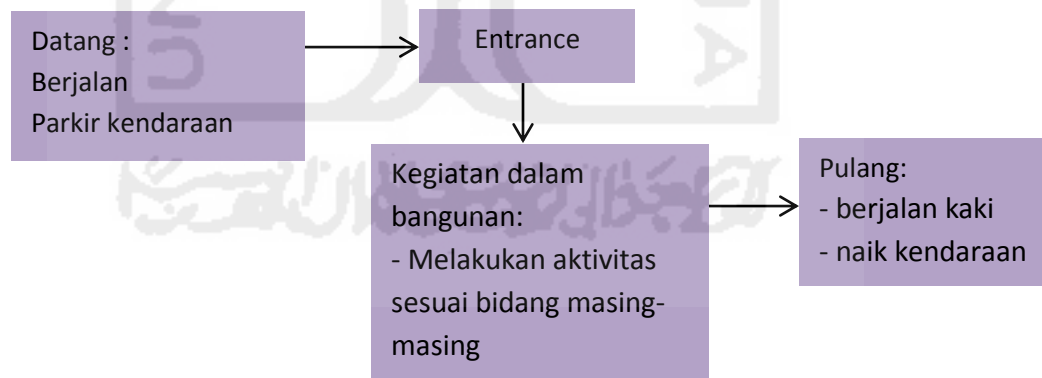 Datang :
Berjalan
Parkir kendaraan
Entrance
Kegiatan dalam
bangunan:
- Melakukan aktivitas
sesuai bidang masing-
masing
Pulang:
- berjalan kaki
- naik kendaraan